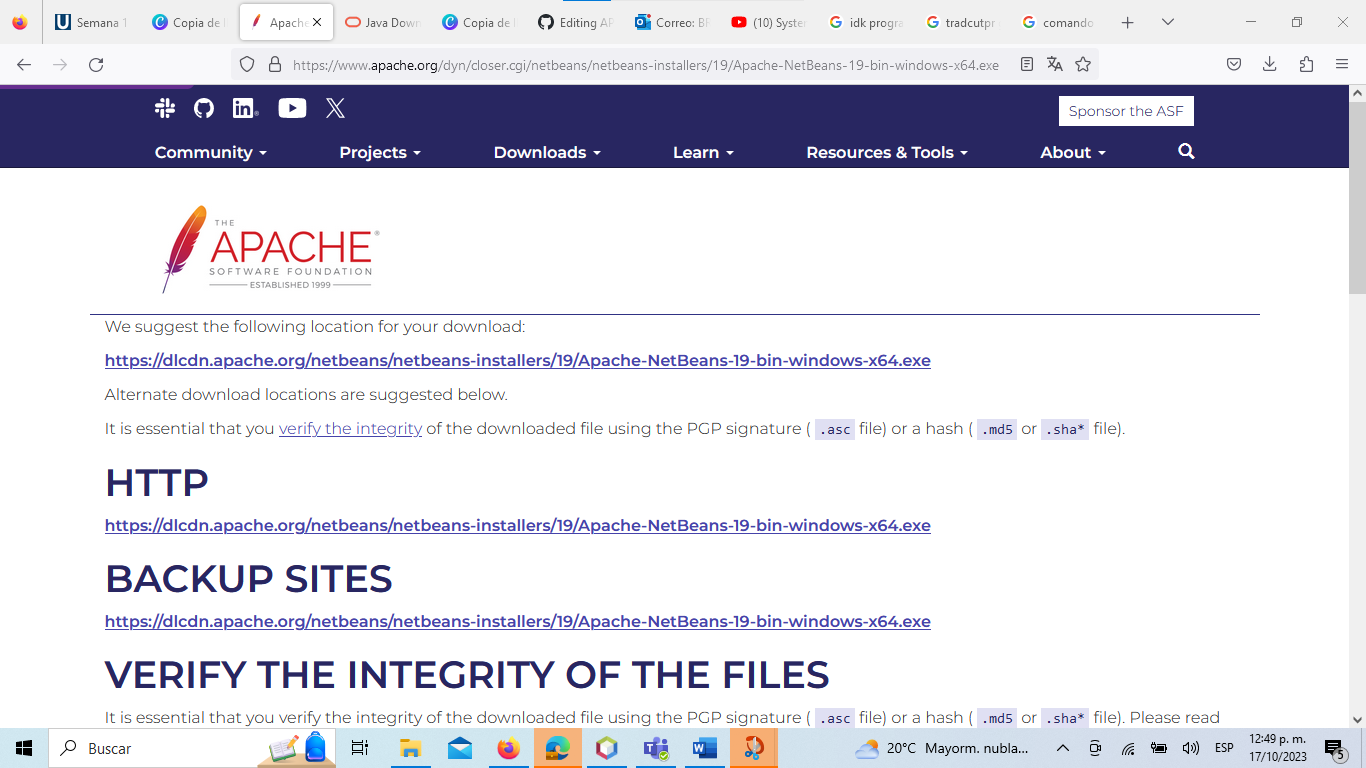 Semana 1
Copia de
Apache
Java Down
Copia de
Editing AP
Correo: BR
(10) Syste
idk progra
tradcutpr
comando
https://www.apache.org/dyn/closer.cgi/netbeans/netbeans-installers/19/Apache-NetBeans-19-bin-windows-x64.exe
Sponsor the ASF
Community
Projects
Downloads
Learn
Resources & Tools
About
THE
APACHE®
SOFTWARE FOUNDATION
ESTABLISHED 1999
We suggest the following location for your download:
https://dlcdn.apache.org/netbeans/netbeans-installers/19/Apache-NetBeans-19-bin-windows-x64.exe
Alternate download locations are suggested below.
It is essential that you verify the integrity of the downloaded file using the PGP signature ( .asc file) or a hash ( .md5 or .sha* file).
HTTP
https://dlcdn.apache.org/netbeans/netbeans-installers/19/Apache-NetBeans-19-bin-windows-x64.exe
BACKUP SITES
https://dlcdn.apache.org/netbeans/netbeans-installers/19/Apache-NetBeans-19-bin-windows-x64.exe
VERIFY THE INTEGRITY OF THE FILES
It is essential that you verify the integrity of the downloaded file using the PGP signature ( .asc file) or a hash ( .md5 or .sha* file). Please read
Buscar
20°C Mayorm. nubla...
ESP
12:49 p. m.
17/10/2023
5